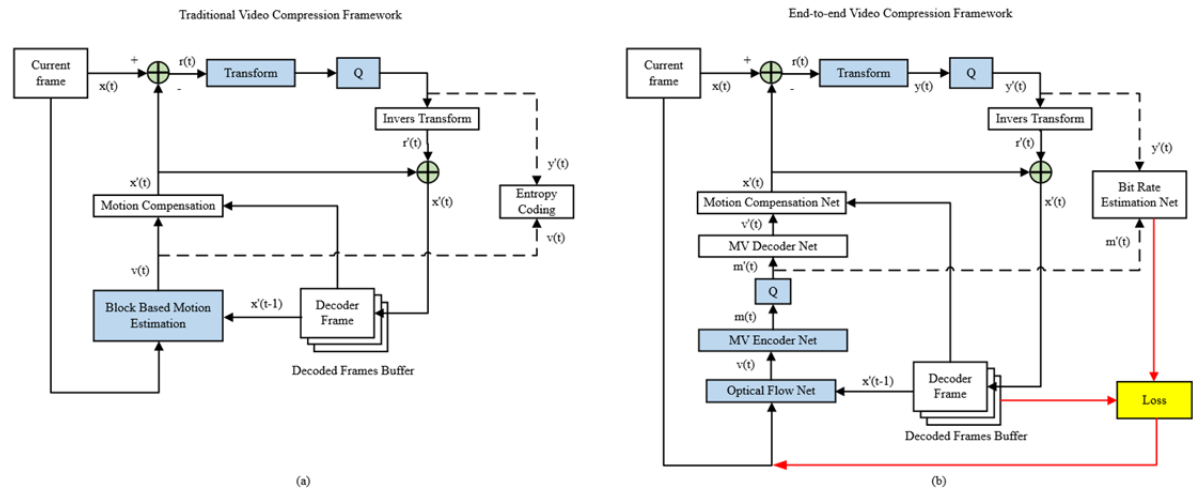 Traditional Video Compression Framework
Current
frame
x(t)
+
-
r(t)
Transform
Q
Invers Transform
r'(t)
y'(t)
x'(t)
x'(t)
Entropy
Coding
Motion Compensation
v(t)
v(t)
Block Based Motion
Estimation
x'(t-1)
Decoder
Frame
Decoded Frames Buffer
(a)
End-to-end Video Compression Framework
Current
frame
x(t)
+
-
r(t)
Transform
y(t)
Q
y'(t)
Invers Transform
r'(t)
y'(t)
x'(t)
x'(t)
Bit Rate
Estimation Net
Motion Compensation Net
v'(t)
MV Decoder Net
m'(t)
m'(t)
Q
m(t)
MV Encoder Net
v(t)
Optical Flow Net
x'(t-1)
Decoder
Frame
Loss
Decoded Frames Buffer
(b)